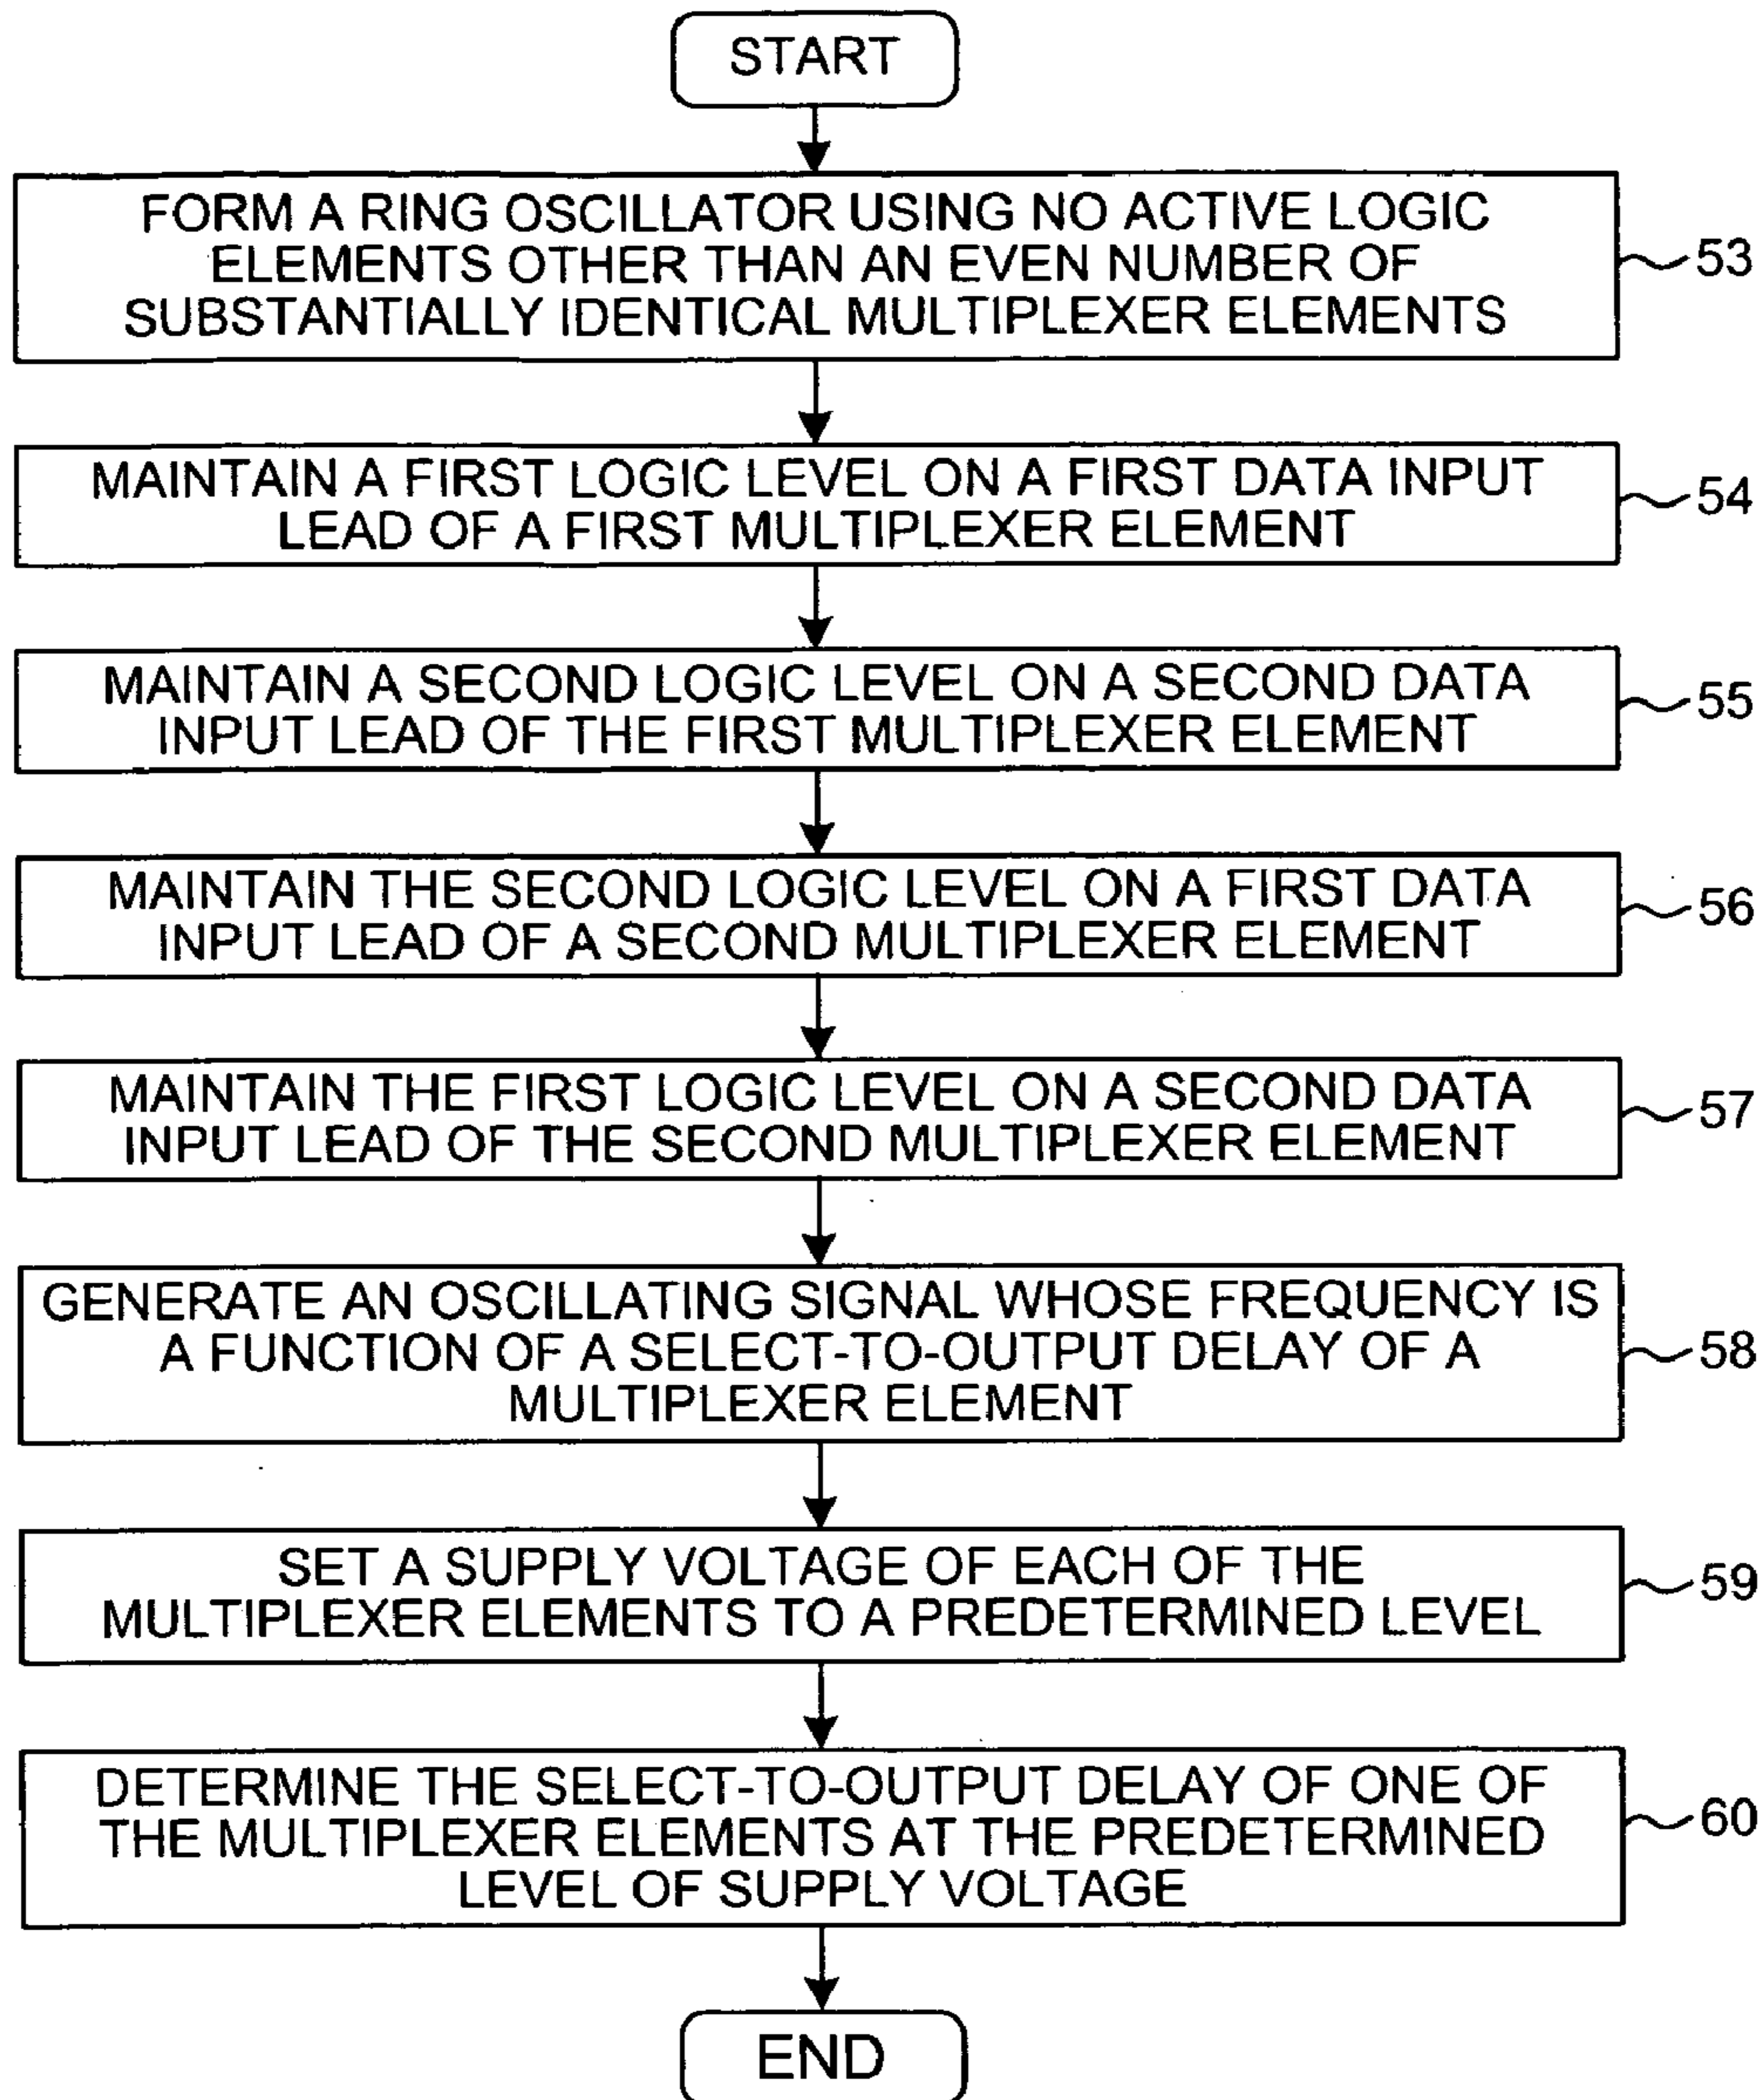 START
FORM A RING OSCILLATOR USING NO ACTIVE LOGIC
ELEMENTS OTHER THAN AN EVEN NUMBER OF
SUBSTANTIALLY IDENTICAL MULTIPLEXER ELEMENTS
53
MAINTAIN A FIRST LOGIC LEVEL ON A FIRST DATA INPUT
LEAD OF A FIRST MULTIPLEXER ELEMENT
54
MAINTAIN A SECOND LOGIC LEVEL ON A SECOND DATA
INPUT LEAD OF THE FIRST MULTIPLEXER ELEMENT
55
MAINTAIN THE SECOND LOGIC LEVEL ON A FIRST DATA
INPUT LEAD OF A SECOND MULTIPLEXER ELEMENT
56
MAINTAIN THE FIRST LOGIC LEVEL ON A SECOND DATA
INPUT LEAD OF THE SECOND MULTIPLEXER ELEMENT
57
GENERATE AN OSCILLATING SIGNAL WHOSE FREQUENCY IS
A FUNCTION OF A SELECT-TO-OUTPUT DELAY OF A
MULTIPLEXER ELEMENT
58
SET A SUPPLY VOLTAGE OF EACH OF THE
MULTIPLEXER ELEMENTS TO A PREDETERMINED LEVEL
59
DETERMINE THE SELECT-TO-OUTPUT DELAY OF ONE OF
THE MULTIPLEXER ELEMENTS AT THE PREDETERMINED
LEVEL OF SUPPLY VOLTAGE
60
END